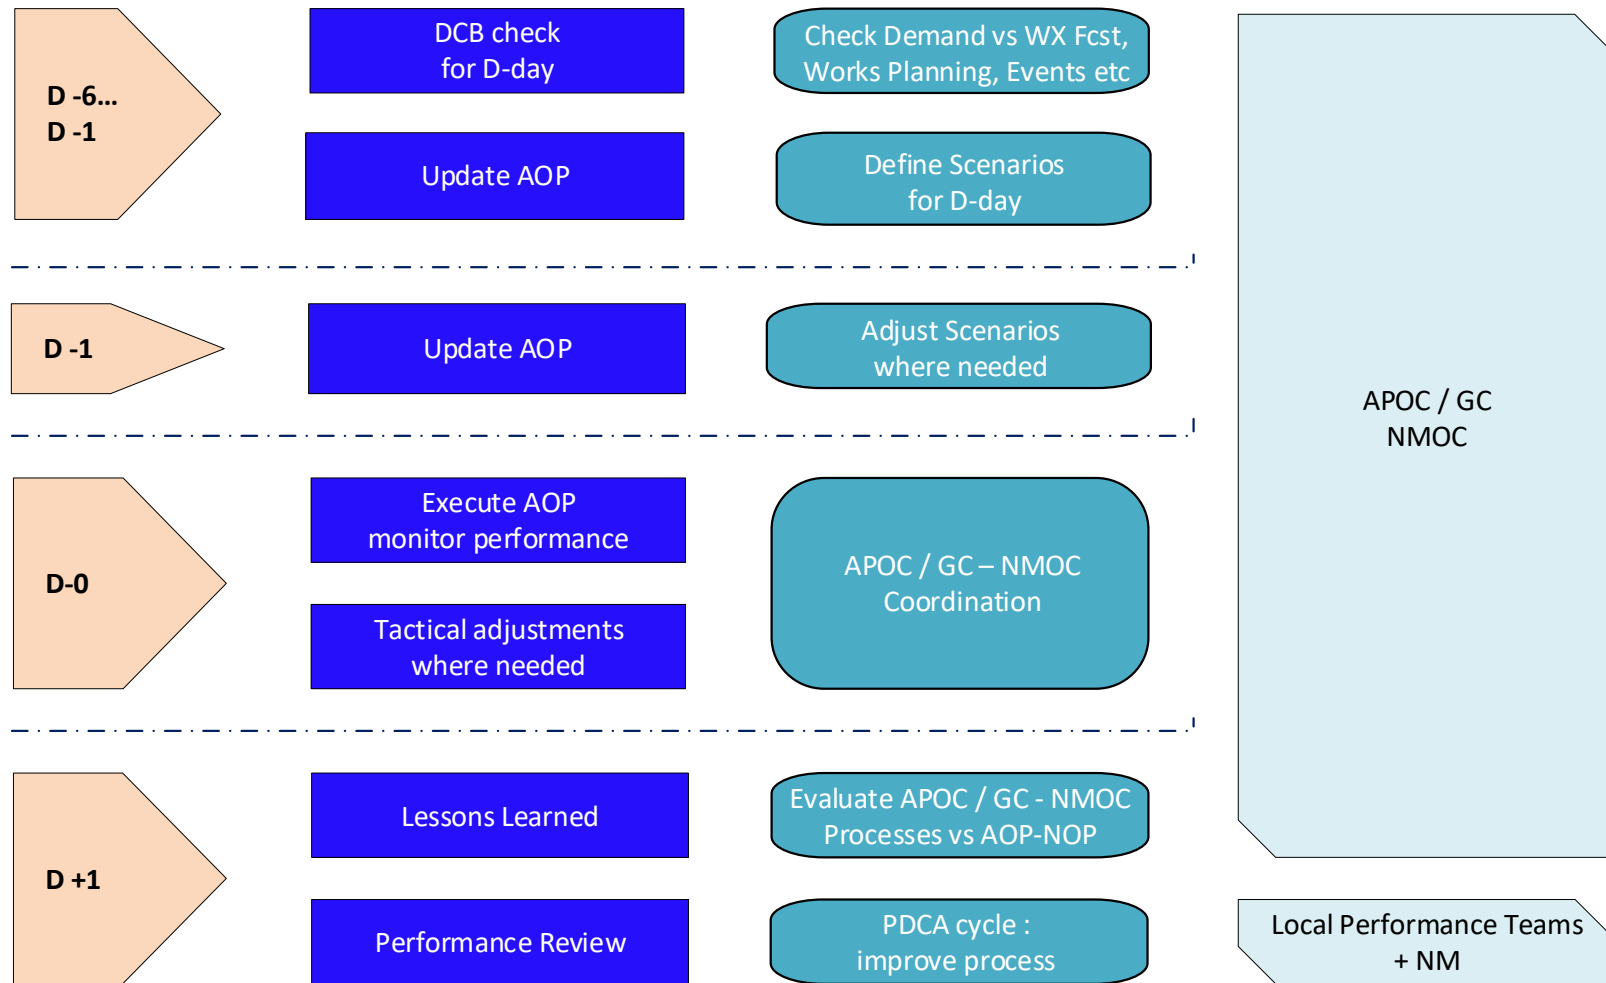 D -6...
D -1
DCB check
for D-day
Check Demand vs WX Fcst,
Works Planning, Events etc
Update AOP
Define Scenarios
for D-day
D -1
Update AOP
Adjust Scenarios
where needed
APOC / GC
NMOC
D-0
Execute AOP
monitor performance
Tactical adjustments
where needed
APOC / GC – NMOC
Coordination
D +1
Lessons Learned
Evaluate APOC / GC - NMOC
Processes vs AOP-NOP
Performance Review
PDCA cycle :
improve process
Local Performance Teams
+ NM